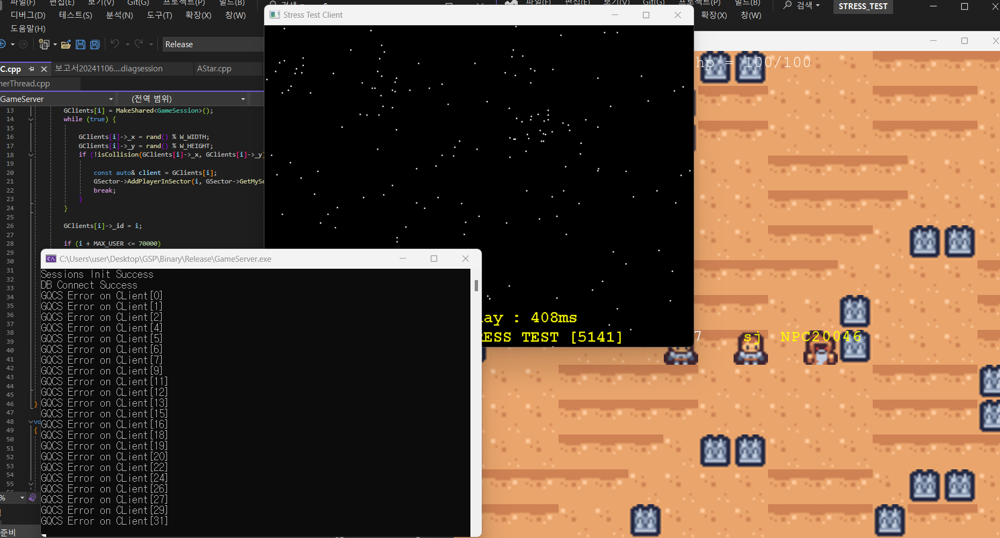 파일(F) 편집(E) 보기(V) Git(G) 프로젝트(P) 빌드(B)
디버그(D) 테스트(S) 분석(N) 도구(T) 확장(X) 창(W)
도움말(H)
Release
C.cpp 보고서20241106....diagsession AStar.cpp
nerThread.cpp
GameServer (전역 범위)
13 GClients[i] = MakeShared<GameSession>();
14 while (true) {
15
16 GClients[i]->_x = rand() % W_WIDTH;
17 GClients[i]->_y = rand() % W_HEIGHT;
18 if (!isCollision(GClients[i]->_x, GClients[i]->_y)
19
20 const auto& client = GClients[i];
21 GSector->AddPlayerInSector(i, GSector->GetMySe
22 break;
23 }
24 }
25
26 GClients[i]->_id = i;
27
28 if (i + MAX_USER <= 70000)
29
30
31
32
33
34
35
36
37
38
39
40
41
42
43
44
45
46 }
47
48 vo
49 {
50
51
52
53
54
55
%
준비
Stress Test Client
lay : 408ms
RESS TEST [5141]
C:\Users\user\Desktop\GSP\Binary\Release\GameServer.exe
Sessions Init Success
DB Connect Success
GQCS Error on CLient[0]
GQCS Error on CLient[1]
GQCS Error on CLient[2]
GQCS Error on CLient[4]
GQCS Error on CLient[5]
GQCS Error on CLient[6]
GQCS Error on CLient[7]
GQCS Error on CLient[9]
GQCS Error on CLient[11]
GQCS Error on CLient[12]
GQCS Error on CLient[13]
GQCS Error on CLient[15]
GQCS Error on CLient[16]
GQCS Error on CLient[18]
GQCS Error on CLient[19]
GQCS Error on CLient[20]
GQCS Error on CLient[22]
GQCS Error on CLient[24]
GQCS Error on CLient[26]
GQCS Error on CLient[27]
GQCS Error on CLient[29]
GQCS Error on CLient[31]
파일(F) 편집(E) 보기(V) Git(G) 프로젝트(P) 빌드(B) 검색 STRESS_TEST
확장(X) 창(W)
hp = 100/100
7 sj NPC20046